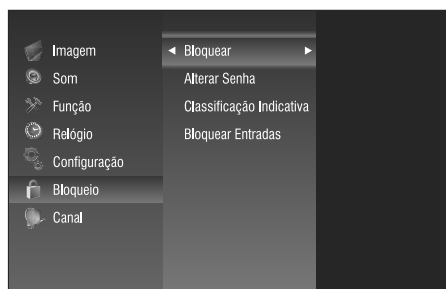 Imagem
Som
Função
Relógio
Configuração
Bloqueio
Canal
Bloquear
Alterar Senha
Classificação Indicativa
Bloquear Entradas